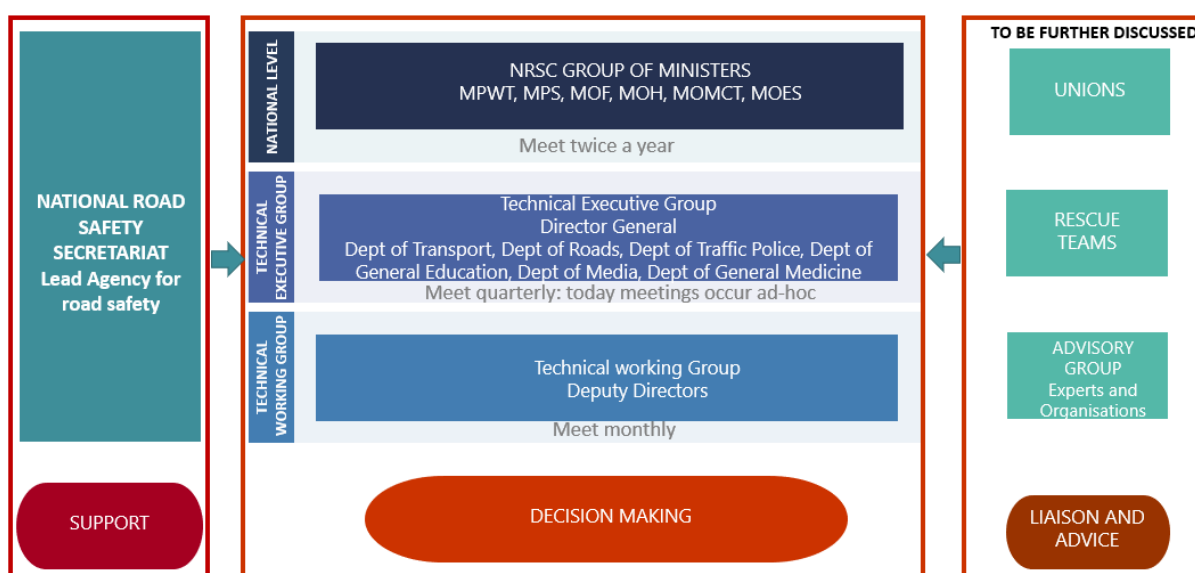 NATIONAL ROAD
SAFETY
SECRETARIAT
Lead Agency for
road safety
SUPPORT
NATIONAL LEVEL
NRSC GROUP OF MINISTERS
MPWT, MPS, MOF, MOH, MOMCT, MOES
Meet twice a year
TECHNICAL
EXECUTIVE GROUP
Technical Executive Group
Director General
Dept of Transport, Dept of Roads, Dept of Traffic Police, Dept of
General Education, Dept of Media, Dept of General Medicine
Meet quarterly: today meetings occur ad-hoc
TECHNICAL
WORKING GROUP
Technical working Group
Deputy Directors
Meet monthly
DECISION MAKING
TO BE FURTHER DISCUSSED
UNIONS
RESCUE
TEAMS
ADVISORY
GROUP
Experts and
Organisations
LIAISON AND
ADVICE